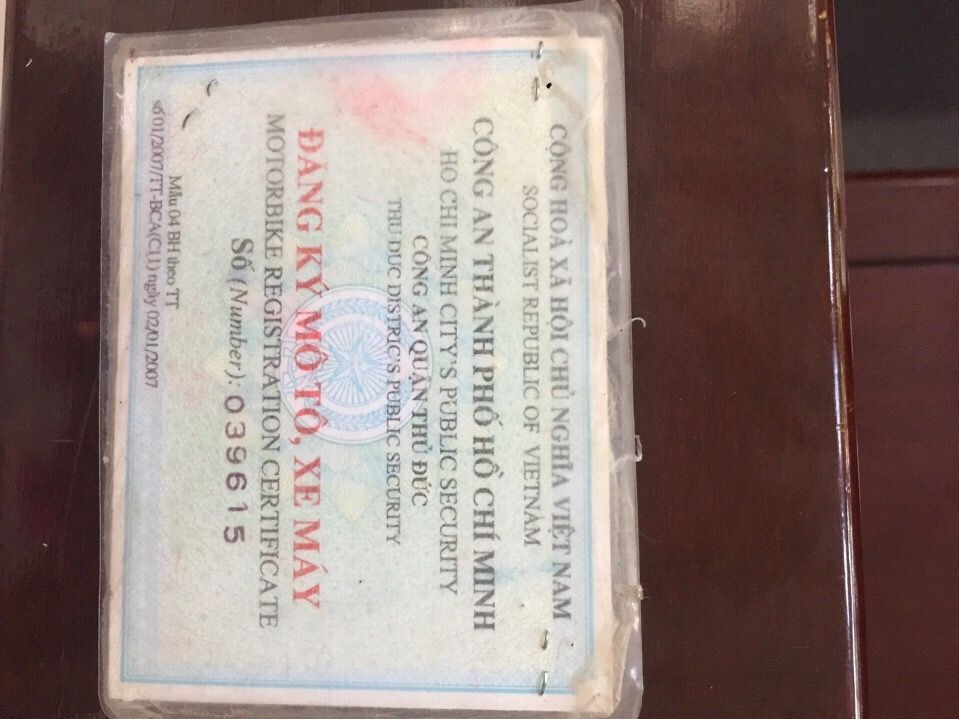 CỘNG HOÀ XÃ HÔI CHỦ NGHĨA VIỆT NAM
SOCIALIST REPUBLIC OF VIETNAM
CÔNG AN THÀNH PHỐ HỒ CHÍ MINH
HO CHI MINH CITY'S PUBLIC SECURITY
CÔNG AN QUẬN THỦ ĐỨC
THU DUC DISTRIC'S PUBLIC SECURITY
ĐĂNG KÝ MÔ TÔ, XE MÁY
MOTORBIKE REGISTRATION CERTIFICATE
Số (Number): 039615
Mẫu 04 BH theo TT
số 01/2007/TT-BCA(C11) ngày 02/01/2007